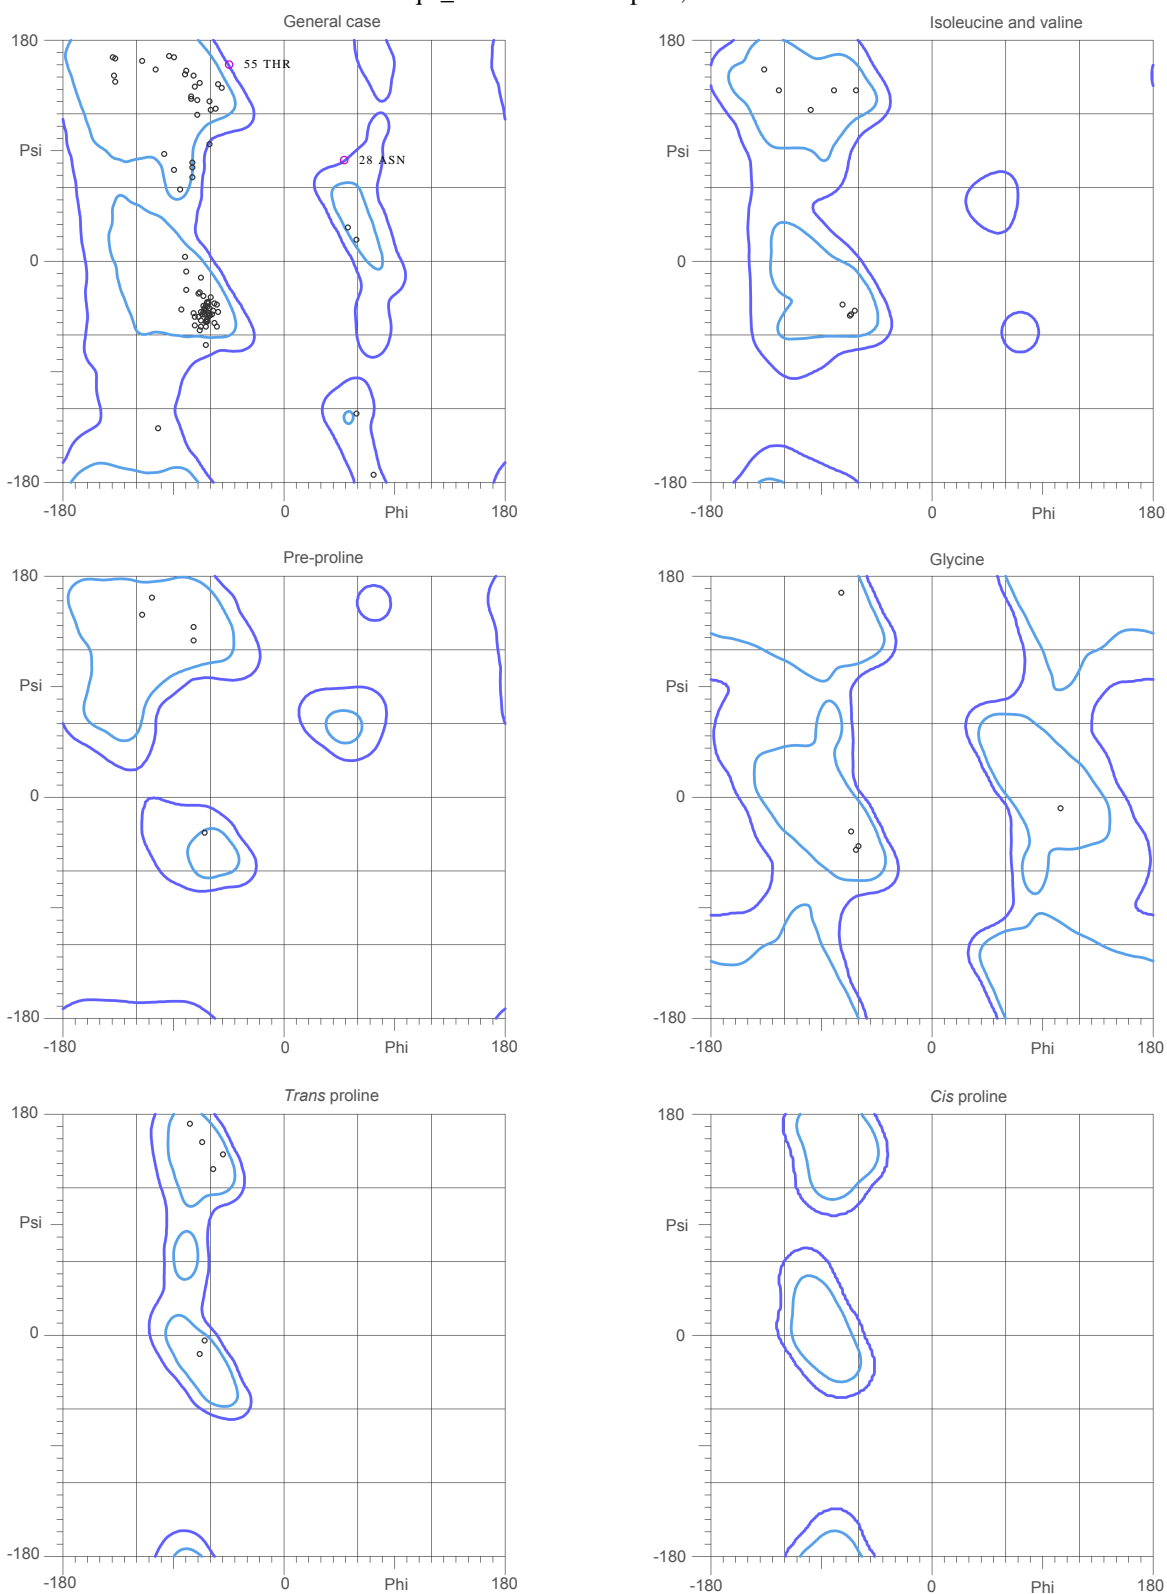 General case
180
Psi
0
-180
-180
0
Phi
180
55 THR
28 ASN
Isoleucine and valine
180
Psi
0
-180
-180
0
Phi
180
Pre-proline
180
Psi
0
-180
-180
0
Phi
180
Glycine
180
Psi
0
-180
-180
0
Phi
180
Trans proline
180
Psi
0
-180
-180
0
Phi
180
Cis proline
180
Psi
0
-180
-180
0
Phi
180